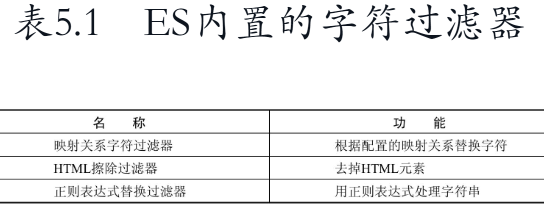 表5.1 ES内置的字符过滤器
名 称 功 能
映射关系字符过滤器 根据配置的映射关系替换字符
HTML擦除过滤器 去掉HTML元素
正则表达式替换过滤器 用正则表达式处理字符串